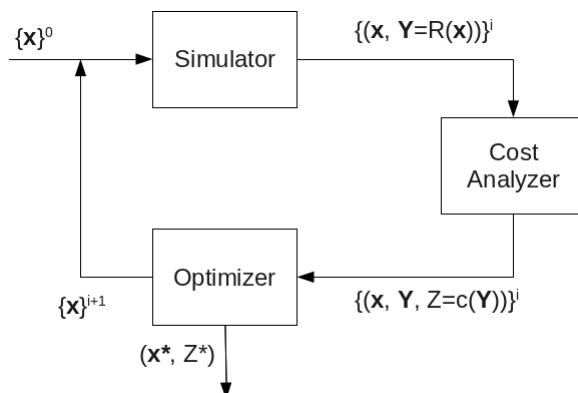 {x}⁰
Simulator
{(x, Y=R(x))}ⁱ
Cost
Analyzer
Optimizer
{x}ⁱ⁺¹
{(x, Y, Z=c(Y))}ⁱ
(x*, Z*)